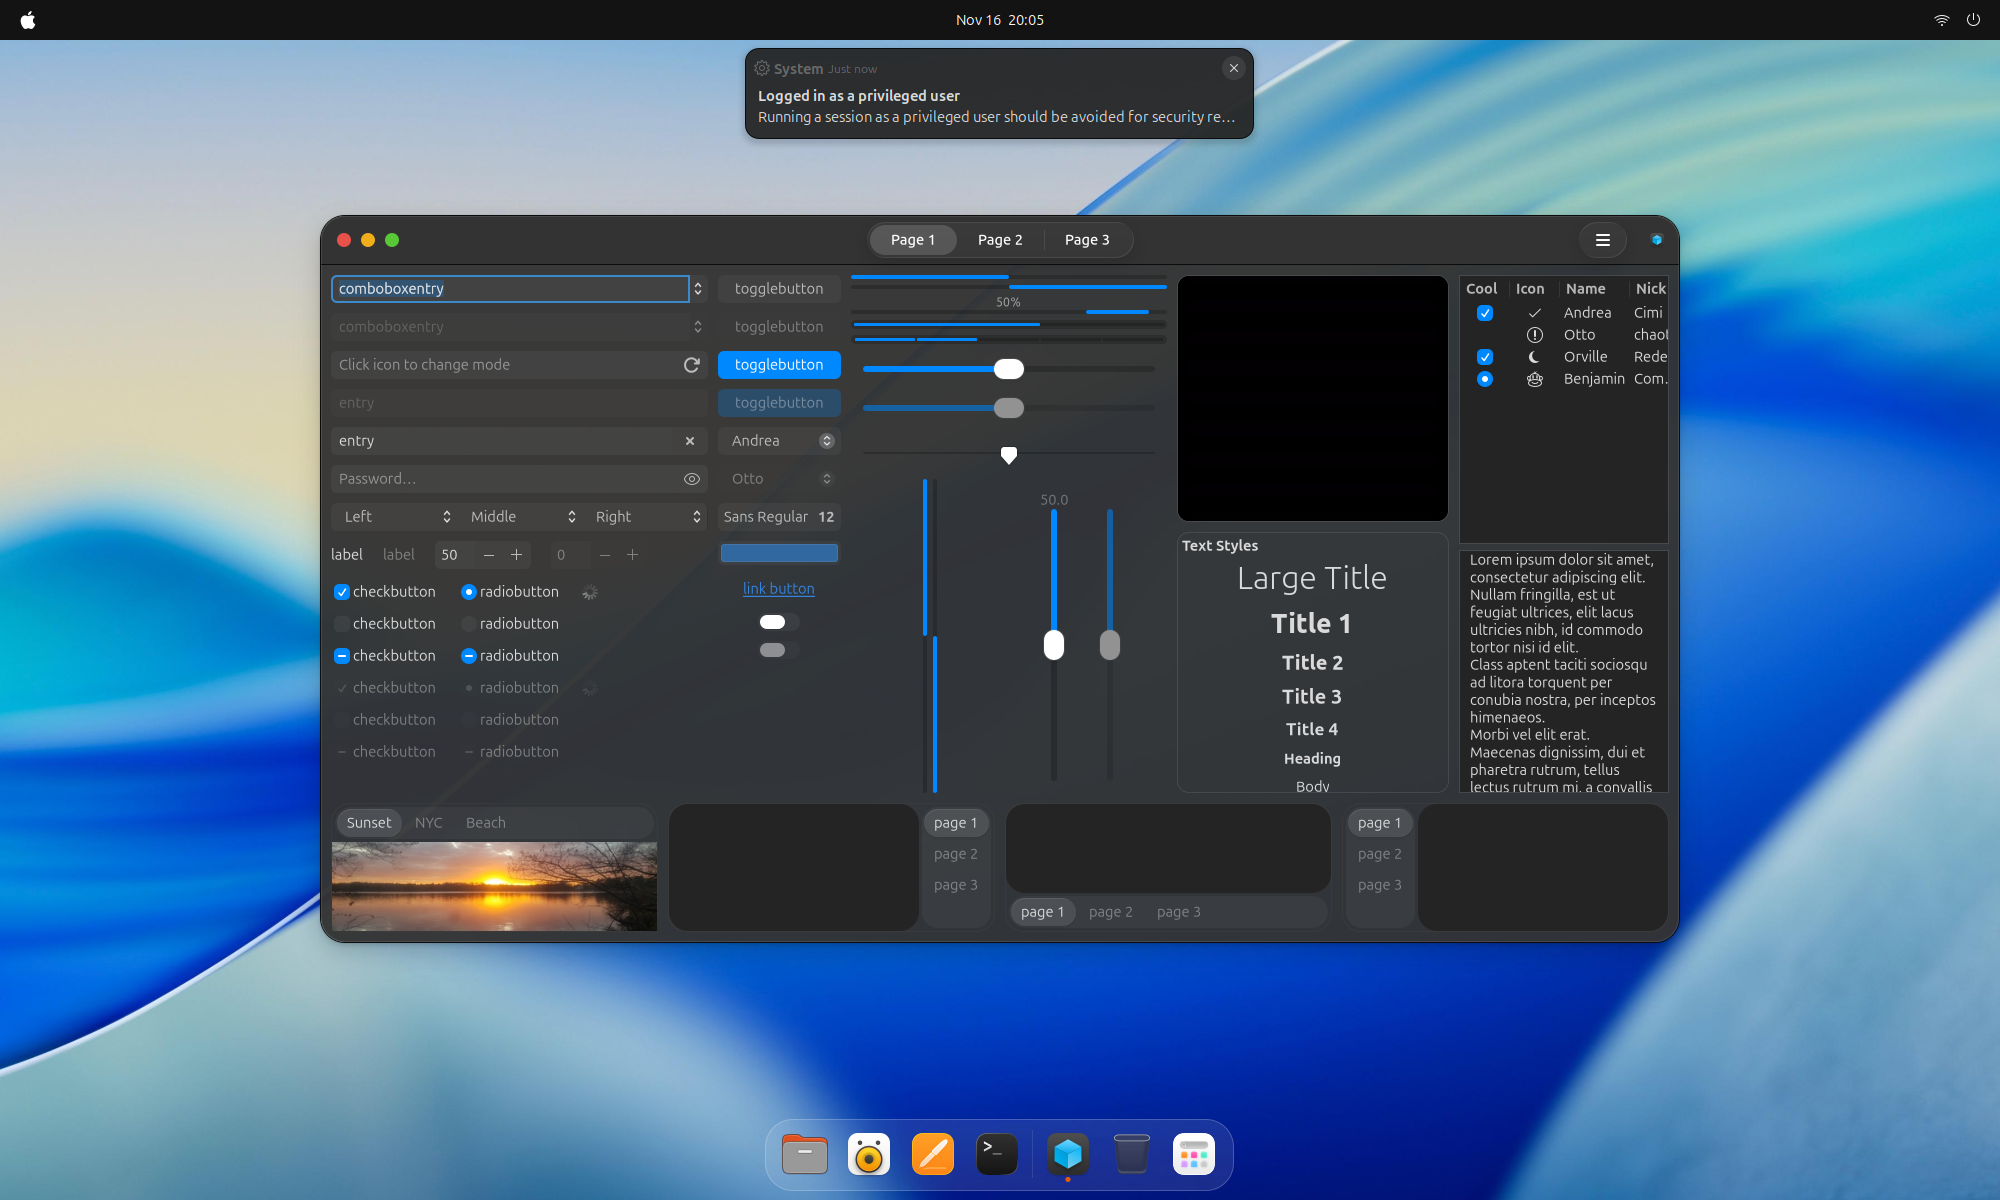 Nov 16 20:05
System Just now
Logged in as a privileged user
Running a session as a privileged user should be avoided for security re…
Page 1
Page 2
Page 3
comboboxentry
comboboxentry
Click icon to change mode
entry
entry
Password…
Left
Middle
Right
label
label
50
0
checkbutton
radiobutton
checkbutton
radiobutton
checkbutton
radiobutton
checkbutton
radiobutton
checkbutton
radiobutton
checkbutton
radiobutton
togglebutton
togglebutton
togglebutton
togglebutton
Andrea
Otto
Sans Regular 12
link button
50%
50.0
Text Styles
Large Title
Title 1
Title 2
Title 3
Title 4
Heading
Body
Cool Icon Name Nick
Andrea Cimi
Otto chaot
Orville Rede
Benjamin Com…
Lorem ipsum dolor sit amet,
consectetur adipiscing elit.
Nullam fringilla, est ut
feugiat ultrices, elit lacus
ultricies nibh, id commodo
tortor nisi id elit.
Class aptent taciti sociosqu
ad litora torquent per
conubia nostra, per inceptos
himenaeos.
Morbi vel elit erat.
Maecenas dignissim, dui et
pharetra rutrum, tellus
lectus rutrum mi, a convallis
Sunset
NYC
Beach
page 1
page 2
page 3
page 1
page 2
page 3
page 1
page 2
page 3